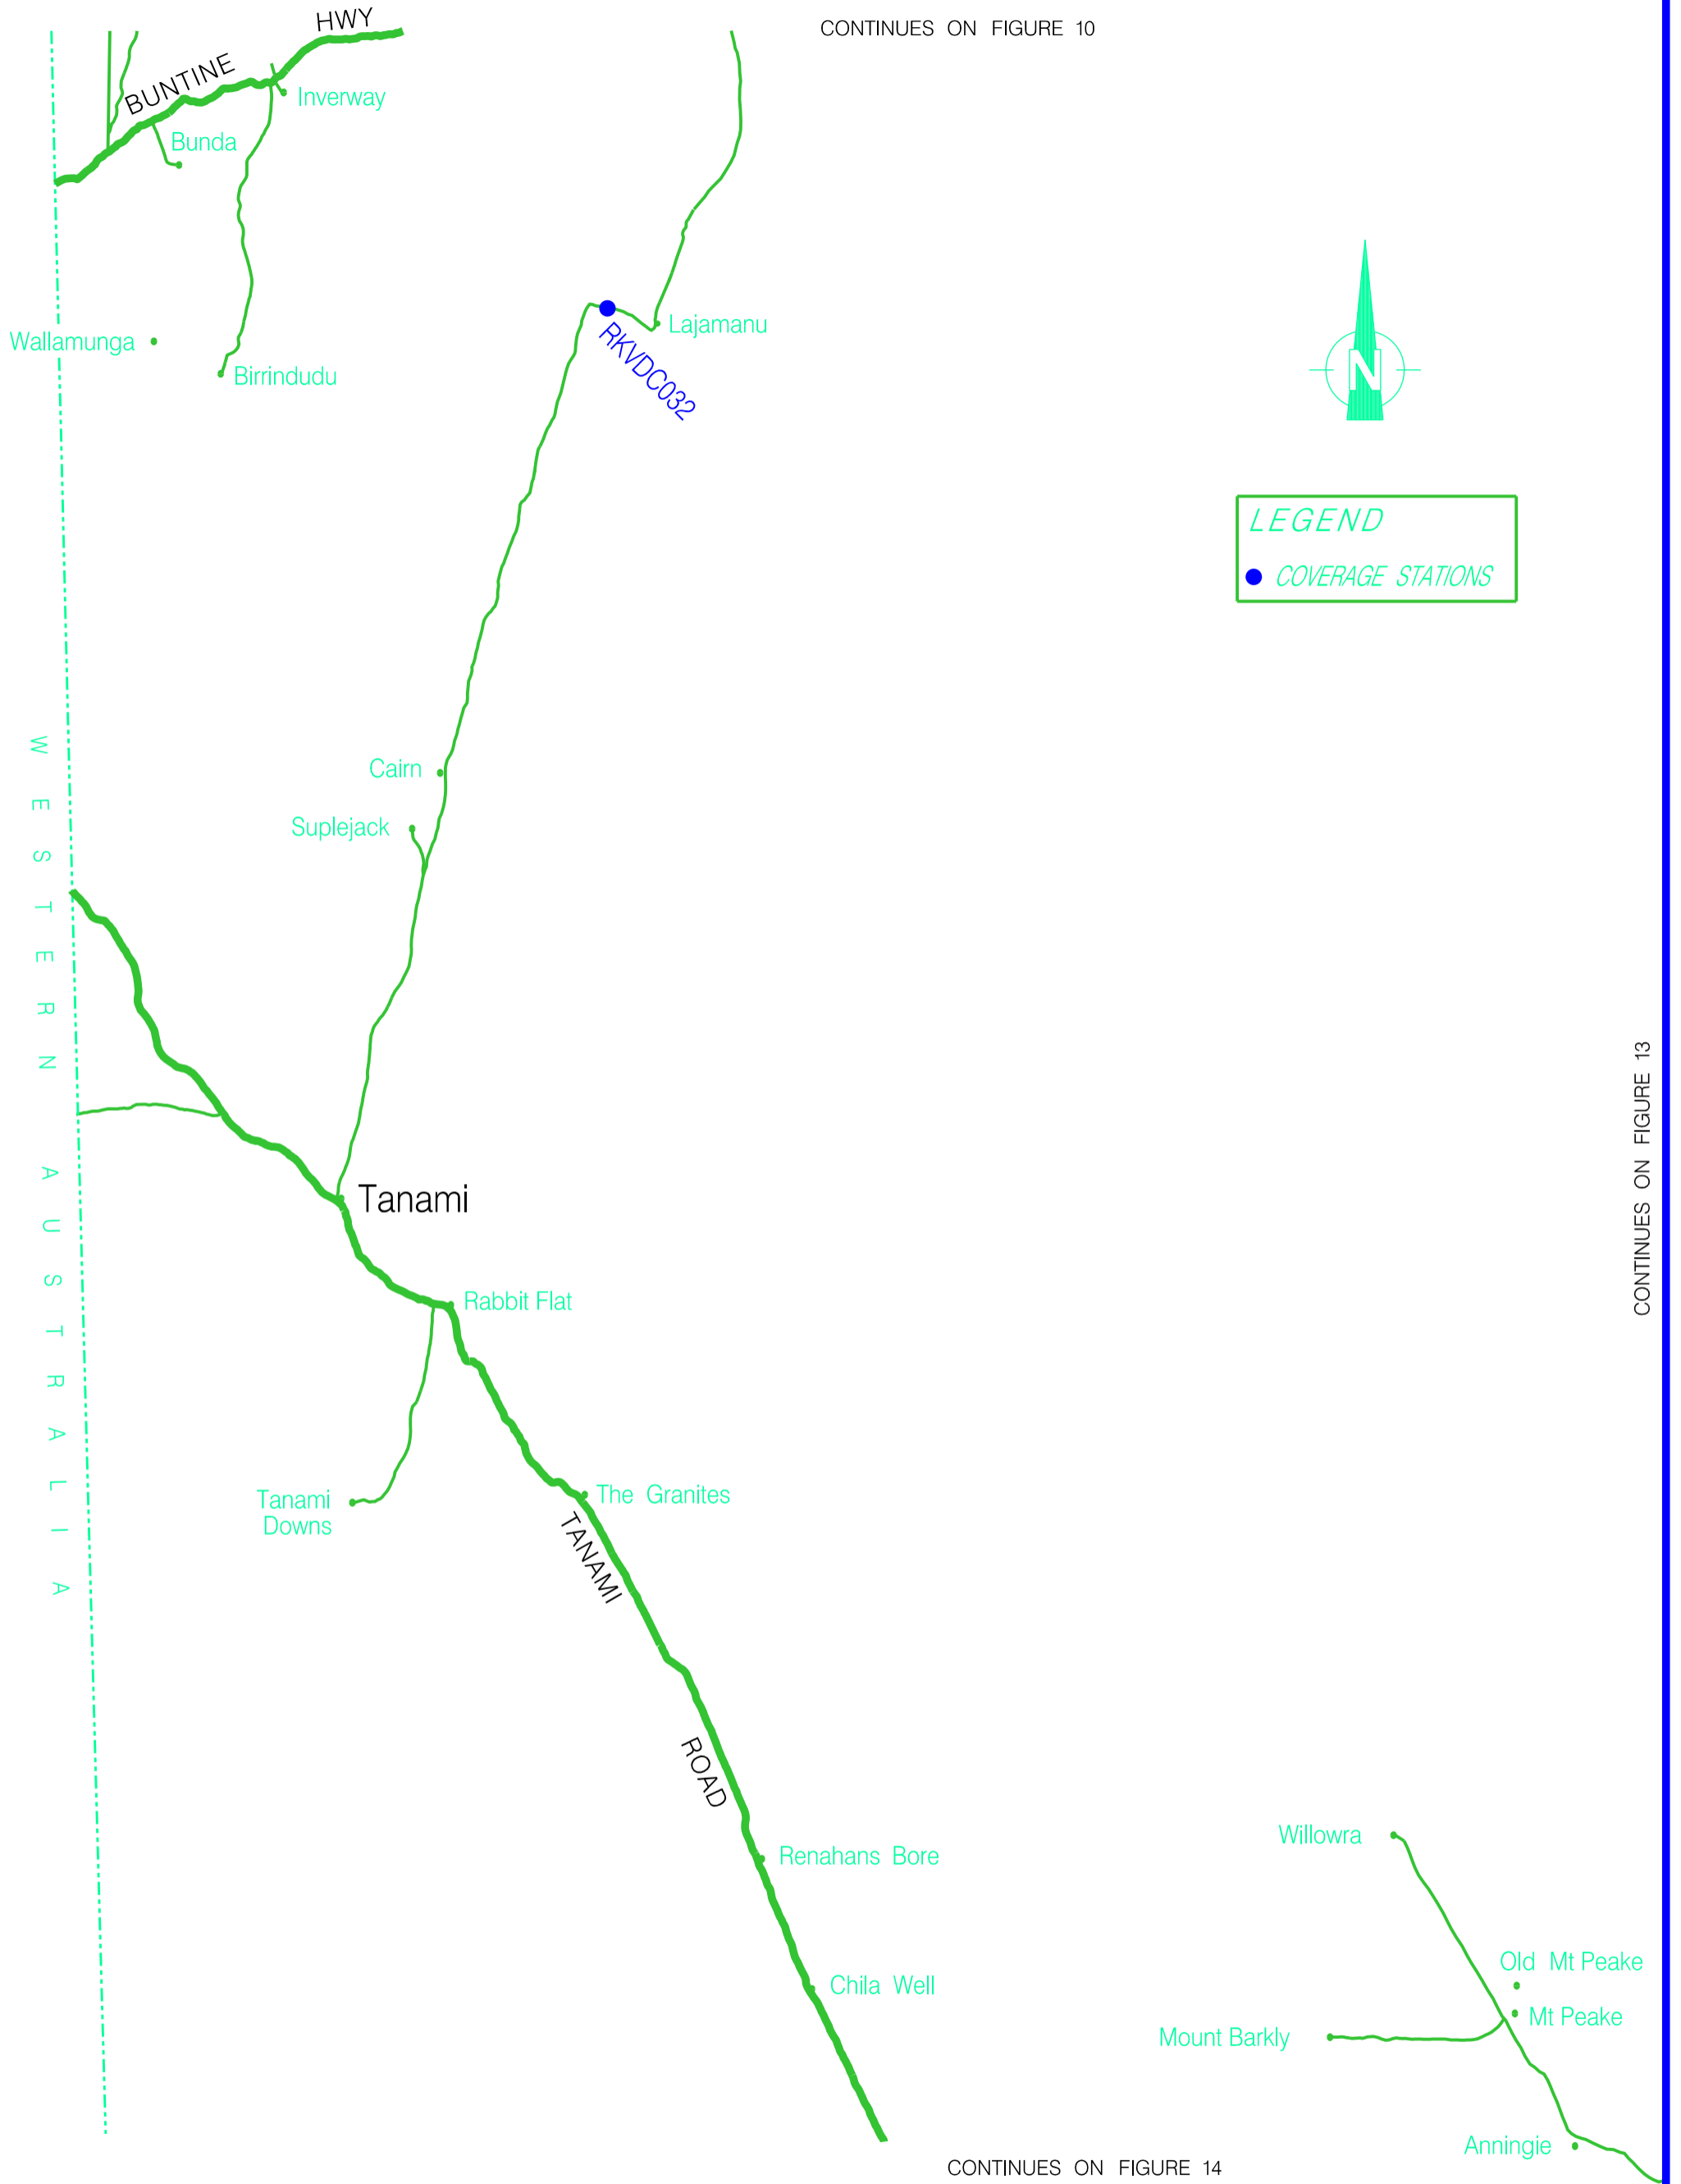 CONTINUES ON FIGURE 10
BUNTINE HWY
Inverway
Bunda
Wallamunga
Birrindudu
RKVDC032
Lajamanu
N
LEGEND
COVERAGE STATIONS
Cairn
Suplejack
WESTERN AUSTRALIA
CONTINUES ON FIGURE 13
Tanami
Rabbit Flat
Tanami
Downs
The Granites
TANAMI ROAD
Renahans Bore
Willowra
Chila Well
Old Mt Peake
Mt Peake
Mount Barkly
Anningie
CONTINUES ON FIGURE 14